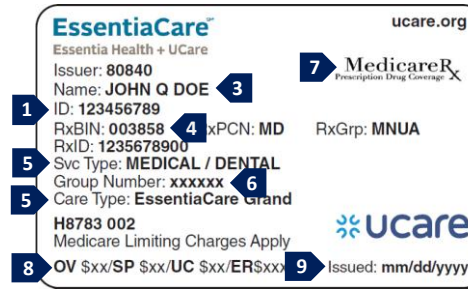 EssentiaCare℠
ucare.org
Essentia Health + UCare
Issuer: 80840
7
MedicareRx
Prescription Drug Coverage
Name: JOHN Q DOE 3
1 ID: 123456789
RxBIN: 003858 4 RxPCN: MD RxGrp: MNUA
RxID: 1235678900
5 Svc Type: MEDICAL / DENTAL
Group Number: xxxxxx 6
5 Care Type: EssentiaCare Grand
H8783 002
ucare
Medicare Limiting Charges Apply
8 OV $xx/SP $xx/UC $xx/ER$xxx 9 Issued: mm/dd/yyyy